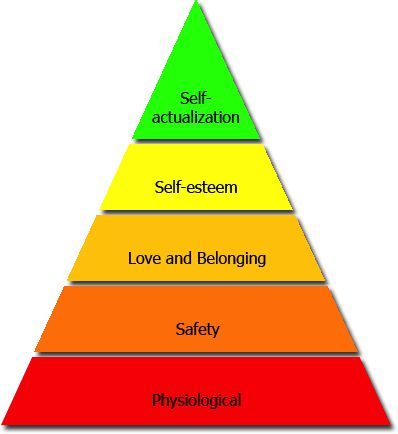 Self-
actualization
Self-esteem
Love and Belonging
Safety
Physiological